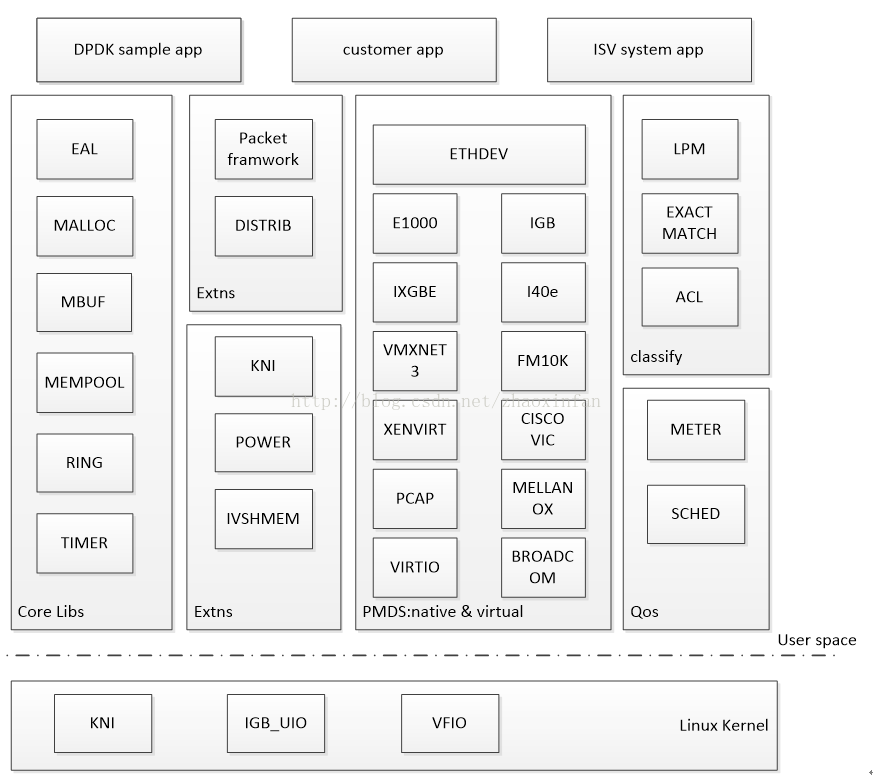 DPDK sample app
customer app
ISV system app
EAL
MALLOC
MBUF
MEMPOOL
RING
TIMER
Core Libs
Packet
framwork
DISTRIB
Extns
KNI
POWER
IVSHMEM
Extns
ETHDEV
E1000
IGB
IXGBE
I40e
VMXNET
3
FM10K
http://blog.csdn.net/zhaoxinfan
XENVIRT
CISCO
VIC
PCAP
MELLAN
OX
VIRTIO
BROADC
OM
PMDS:native & virtual
LPM
EXACT
MATCH
ACL
classify
METER
SCHED
Qos
User space
KNI
IGB_UIO
VFIO
Linux Kernel